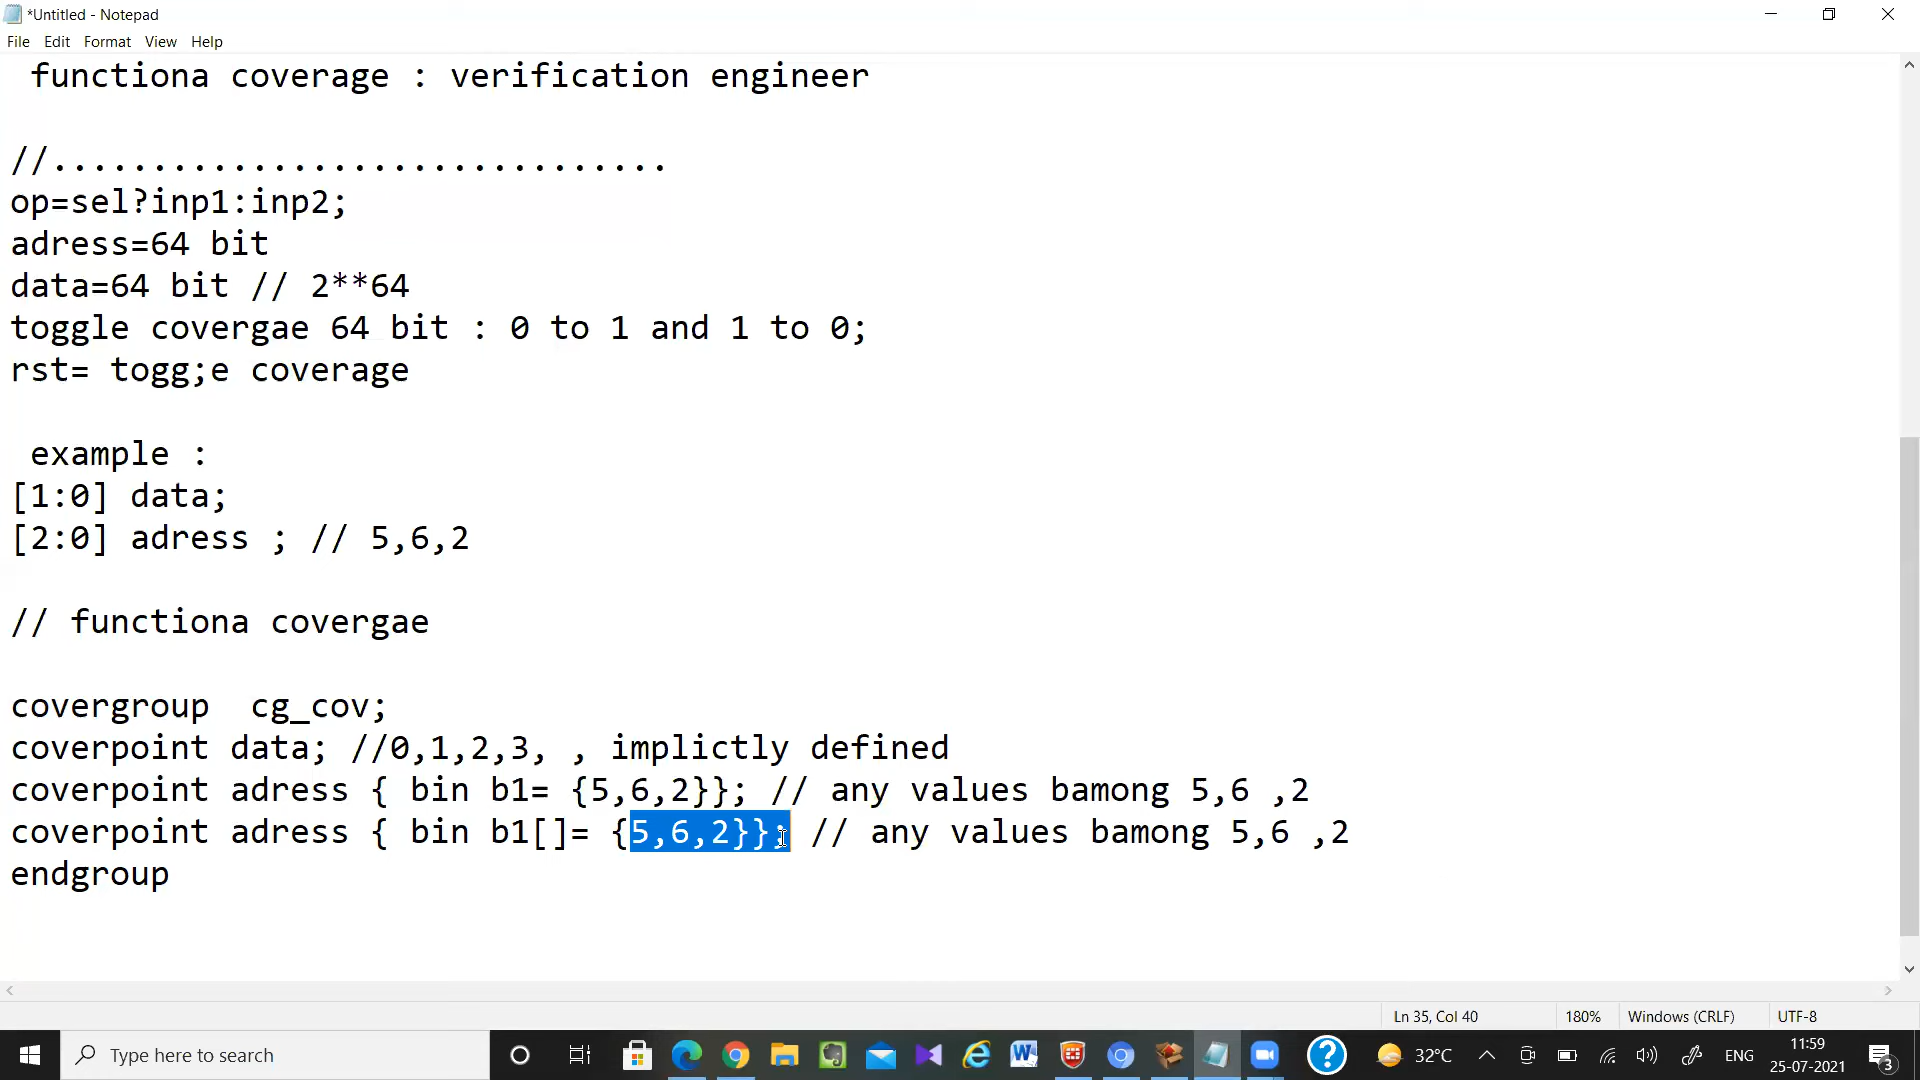 *Untitled - Notepad
File Edit Format View Help
functiona coverage : verification engineer
//...............................
op=sel?inp1:inp2;
adress=64 bit
data=64 bit // 2**64
toggle covergae 64 bit : 0 to 1 and 1 to 0;
rst= togg;e coverage
example :
[1:0] data;
[2:0] adress ; // 5,6,2
// functiona covergae
covergroup  cg_cov;
coverpoint data; //0,1,2,3, , implictly defined
coverpoint adress { bin b1= {5,6,2}}; // any values bamong 5,6 ,2
coverpoint adress { bin b1[]= {5,6,2}}; // any values bamong 5,6 ,2
endgroup
Ln 35, Col 40 180% Windows (CRLF) UTF-8
Type here to search
32°C ENG
11:59
25-07-2021
3